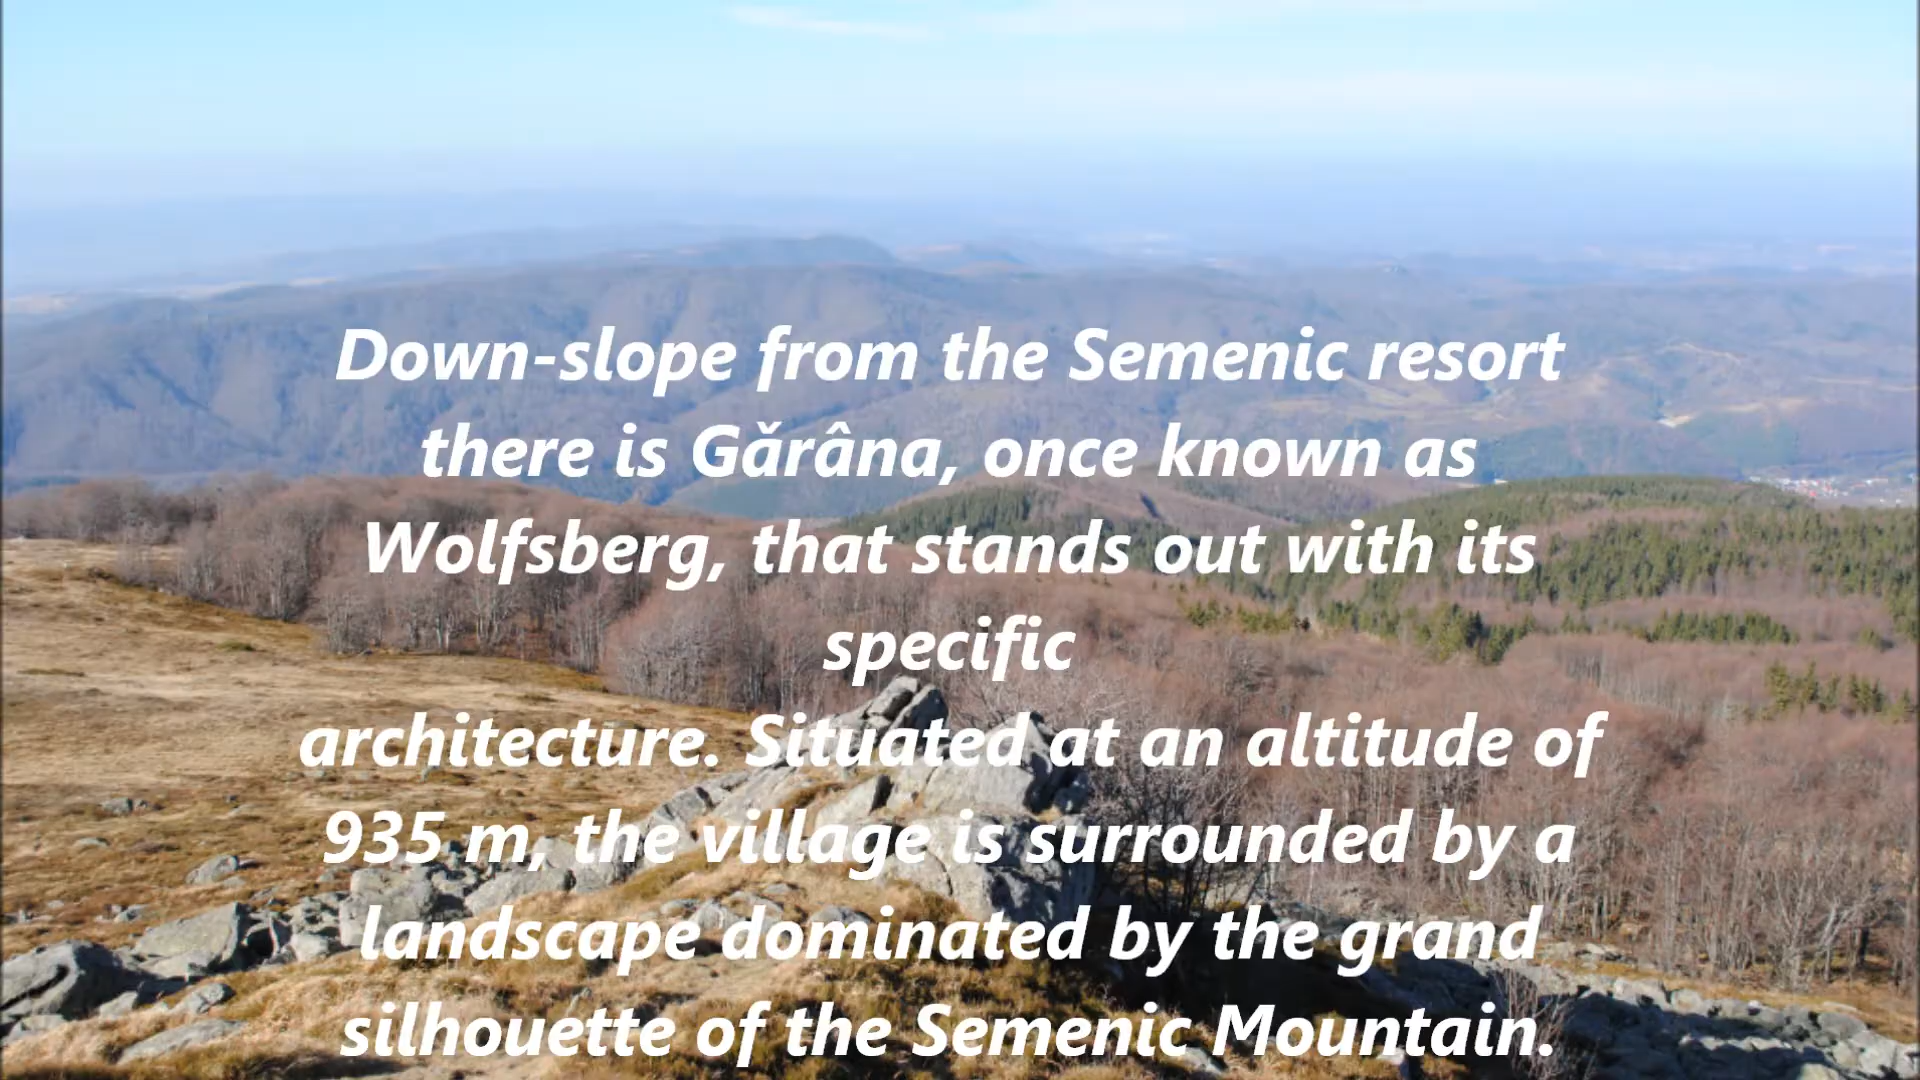 Down-slope from the Semenic resort
there is Gǎrâna, once known as
Wolfsberg, that stands out with its
specific
architecture. Situated at an altitude of
935 m, the village is surrounded by a
landscape dominated by the grand
silhouette of the Semenic Mountain.